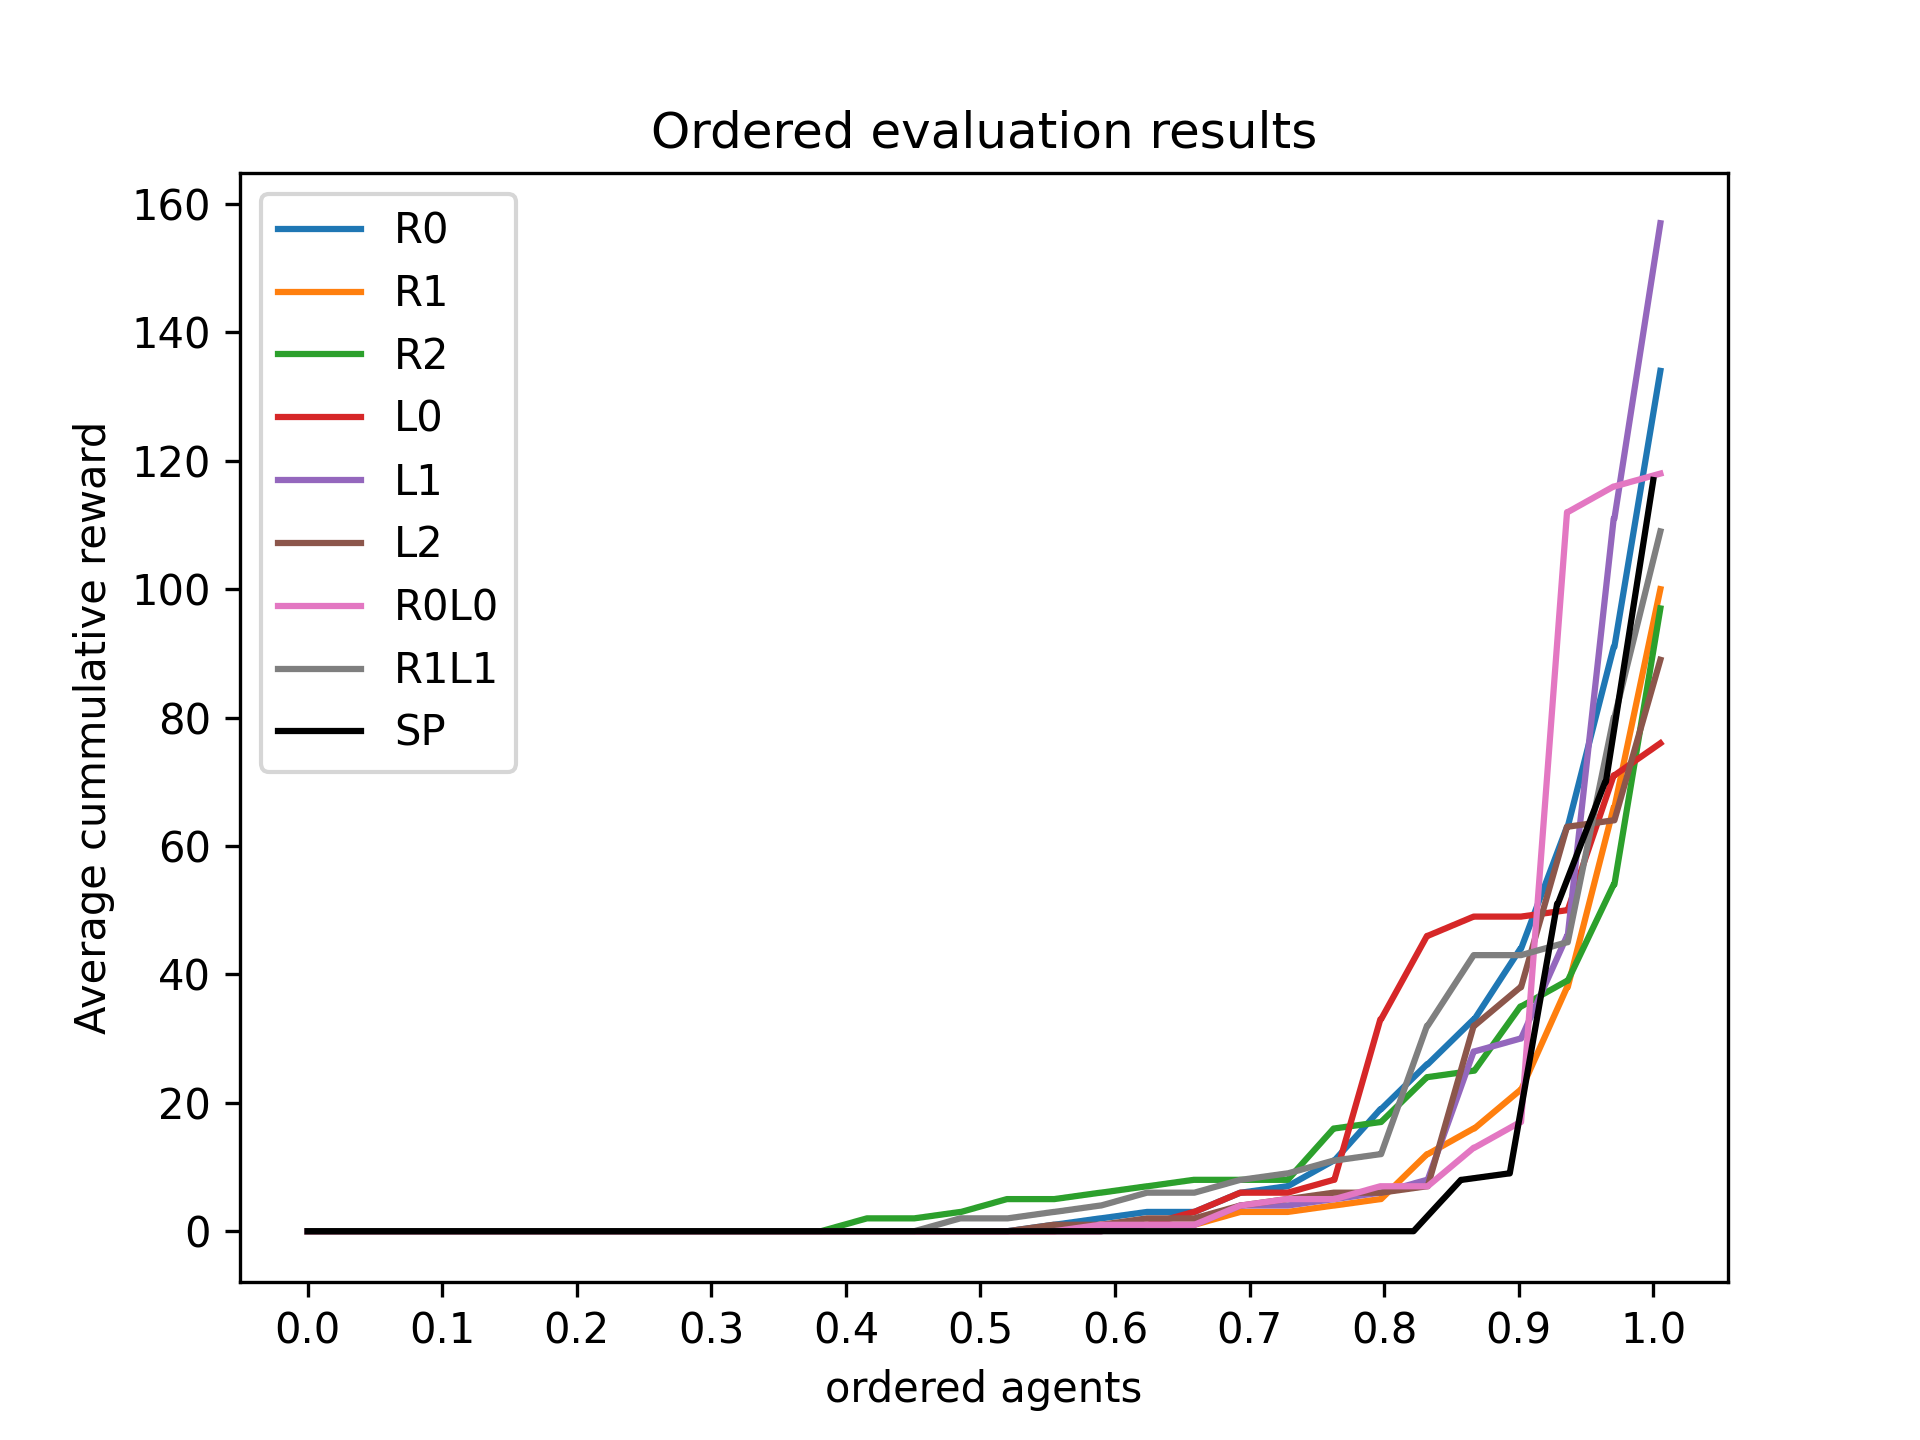 Ordered evaluation results
Average cummulative reward
160
140
120
100
80
60
40
20
0
R0
R1
R2
L0
L1
L2
R0L0
R1L1
SP
0.0 0.1 0.2 0.3 0.4 0.5 0.6 0.7 0.8 0.9 1.0
ordered agents